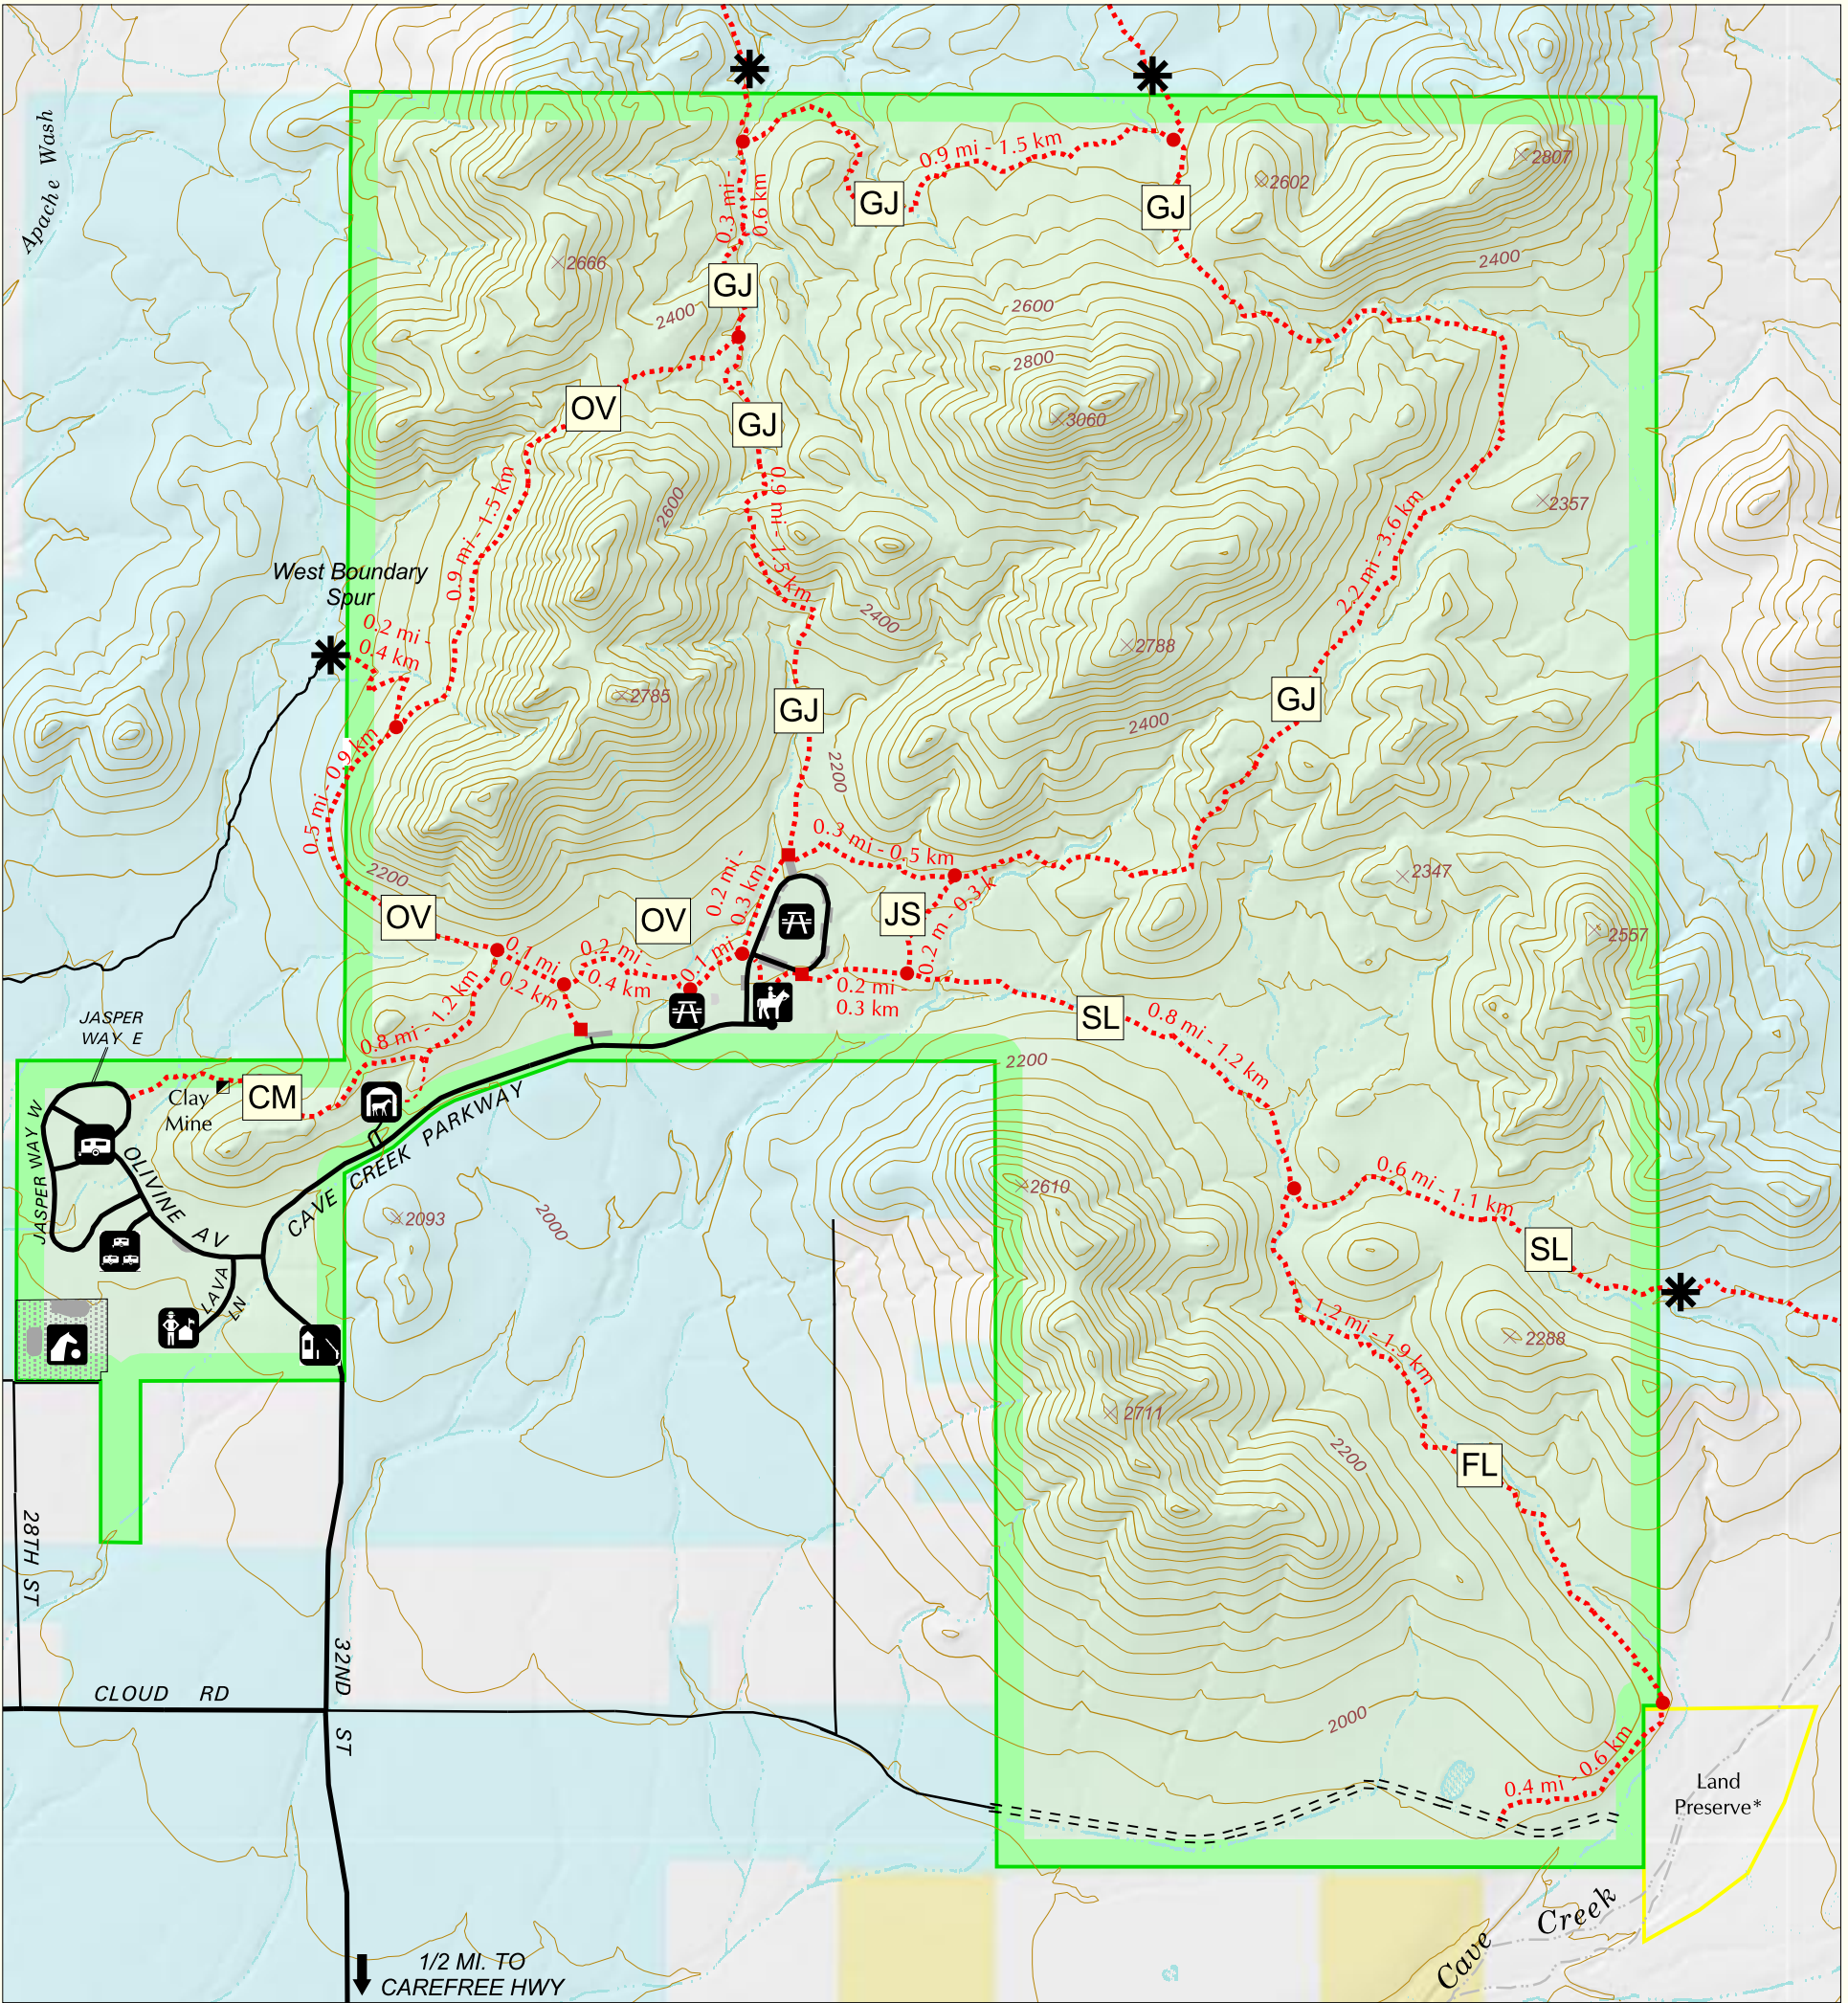 Apache Wash
0.9 mi - 1.5 km
2807
2602
GJ
GJ
0.3 mi -
0.6 km
2666
2400
GJ
2400
2600
2800
OV
GJ
3060
0.9 mi - 1.5 km
2600
0.9 mi - 1.5 km
2357
2.2 mi - 3.6 km
West Boundary
Spur
0.2 mi -
0.4 km
2400
2788
2785
GJ
GJ
2400
0.5 mi - 0.9 km
2200
0.3 mi - 0.5 km
2200
0.2 mi -
0.3 km
2347
OV
OV
JS
0.2 m - 0.3 k
2557
0.1 mi
0.2 km
0.2 mi -
0.4 km
0.1 mi
0.2 mi -
0.3 km
SL
0.8 mi - 1.2 km
JASPER
WAY E
0.8 mi - 1.2 km
2200
Clay
Mine
CM
JASPER WAY W
OLIVINE AV
CAVE CREEK PARKWAY
2610
0.6 mi - 1.1 km
2093
2000
SL
LAVA
LN
1.2 mi - 1.9 km
2288
2711
2200
FL
28TH ST
32ND ST
CLOUD RD
2000
0.4 mi - 0.6 km
Land
Preserve*
Cave Creek
1/2 MI. TO
CAREFREE HWY